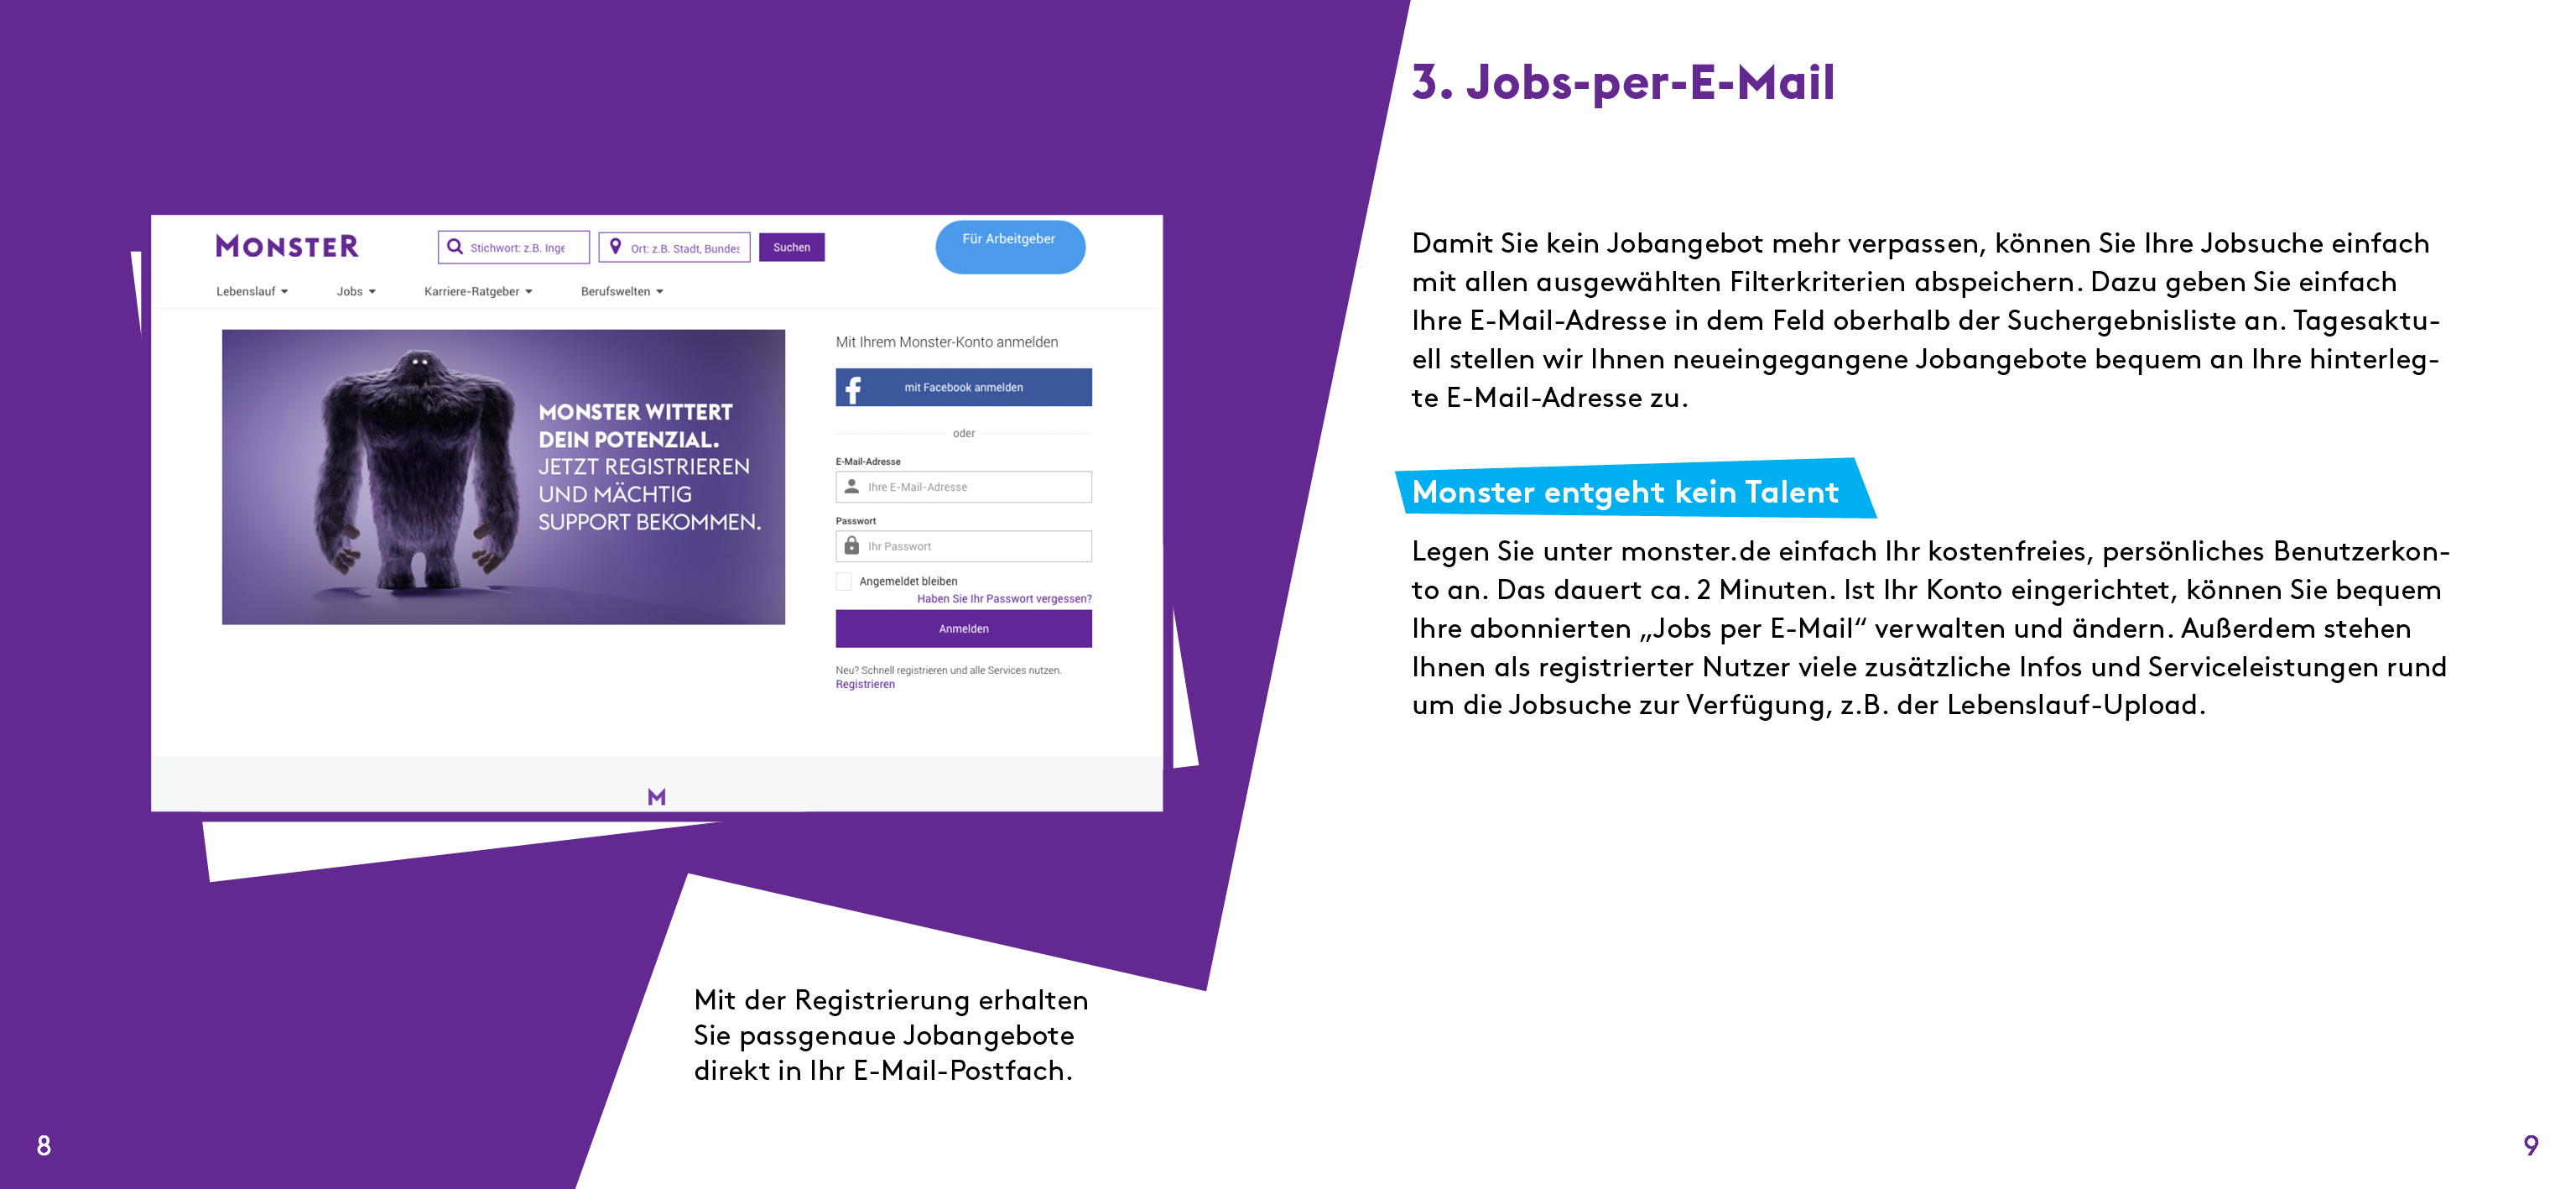 MONSTER
Stichwort: z.B. Inge
Ort: z.B. Stadt, Bundes
Suchen
Für Arbeitgeber
Lebenslauf
Jobs
Karriere-Ratgeber
Berufswelten
MONSTER WITTERT
DEIN POTENZIAL.
JETZT REGISTRIEREN
UND MÄCHTIG
SUPPORT BEKOMMEN.
Mit Ihrem Monster-Konto anmelden
f
mit Facebook anmelden
oder
E-Mail-Adresse
Ihre E-Mail-Adresse
Passwort
Ihr Passwort
Angemeldet bleiben
Haben Sie Ihr Passwort vergessen?
Anmelden
Neu? Schnell registrieren und alle Services nutzen.
Registrieren
M
Mit der Registrierung erhalten
Sie passgenaue Jobangebote
direkt in Ihr E-Mail-Postfach.
8
3. Jobs-per-E-Mail
Damit Sie kein Jobangebot mehr verpassen, können Sie Ihre Jobsuche einfach
mit allen ausgewählten Filterkriterien abspeichern. Dazu geben Sie einfach
Ihre E-Mail-Adresse in dem Feld oberhalb der Suchergebnisliste an. Tagesaktu-
ell stellen wir Ihnen neueingegangene Jobangebote bequem an Ihre hinterleg-
te E-Mail-Adresse zu.
Monster entgeht kein Talent
Legen Sie unter monster.de einfach Ihr kostenfreies, persönliches Benutzerkon-
to an. Das dauert ca. 2 Minuten. Ist Ihr Konto eingerichtet, können Sie bequem
Ihre abonnierten „Jobs per E-Mail“ verwalten und ändern. Außerdem stehen
Ihnen als registrierter Nutzer viele zusätzliche Infos und Serviceleistungen rund
um die Jobsuche zur Verfügung, z.B. der Lebenslauf-Upload.
9